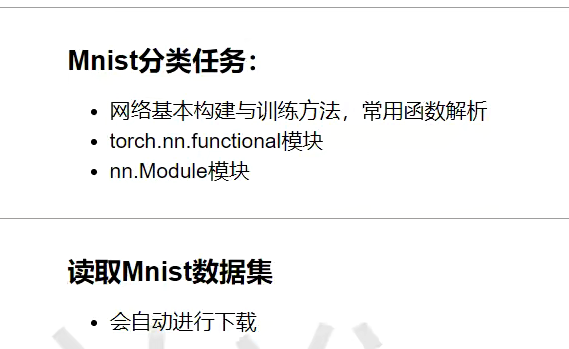 Mnist分类任务：
网络基本构建与训练方法，常用函数解析
torch.nn.functional模块
nn.Module模块
读取Mnist数据集
会自动进行下载